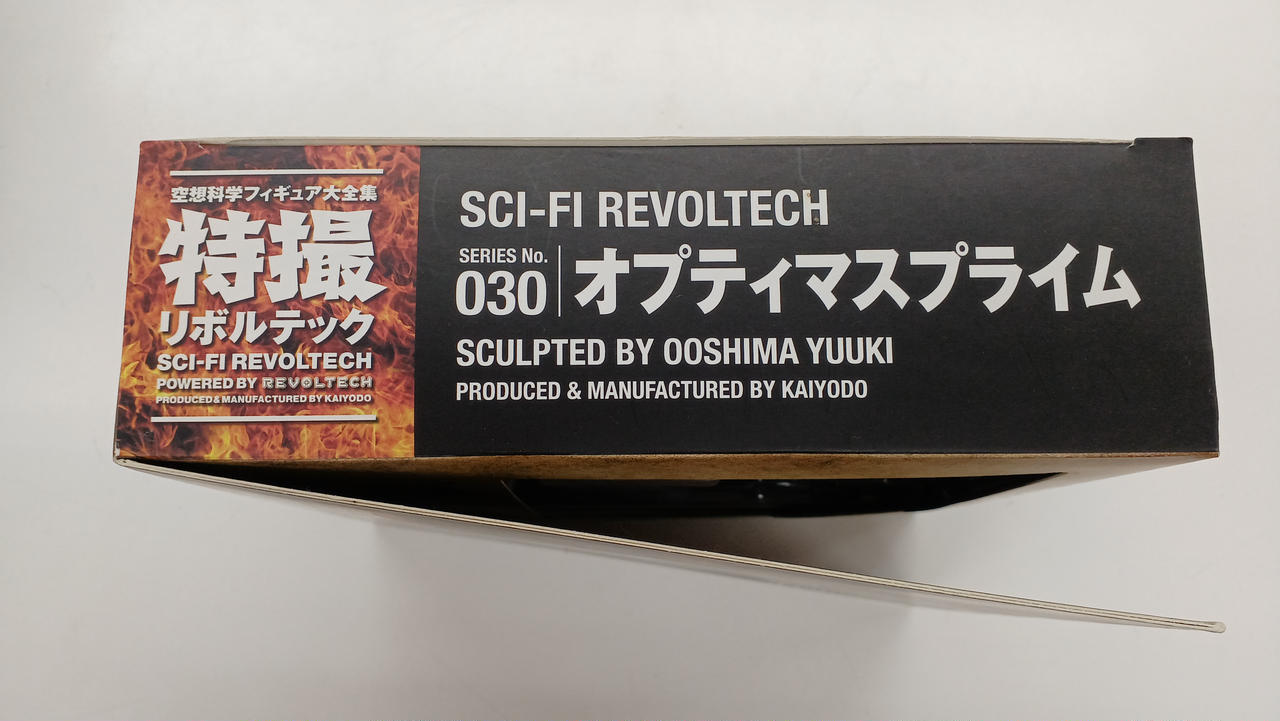 空想科学フィギュア大全集
特撮
リボルテック
SCI-FI REVOLTECH
POWERED BY REVOLTECH
PRODUCED & MANUFACTURED BY KAIYODO
SCI-FI REVOLTECH
SERIES No.
030
オプティマスプライム
SCULPTED BY OOSHIMA YUUKI
PRODUCED & MANUFACTURED BY KAIYODO